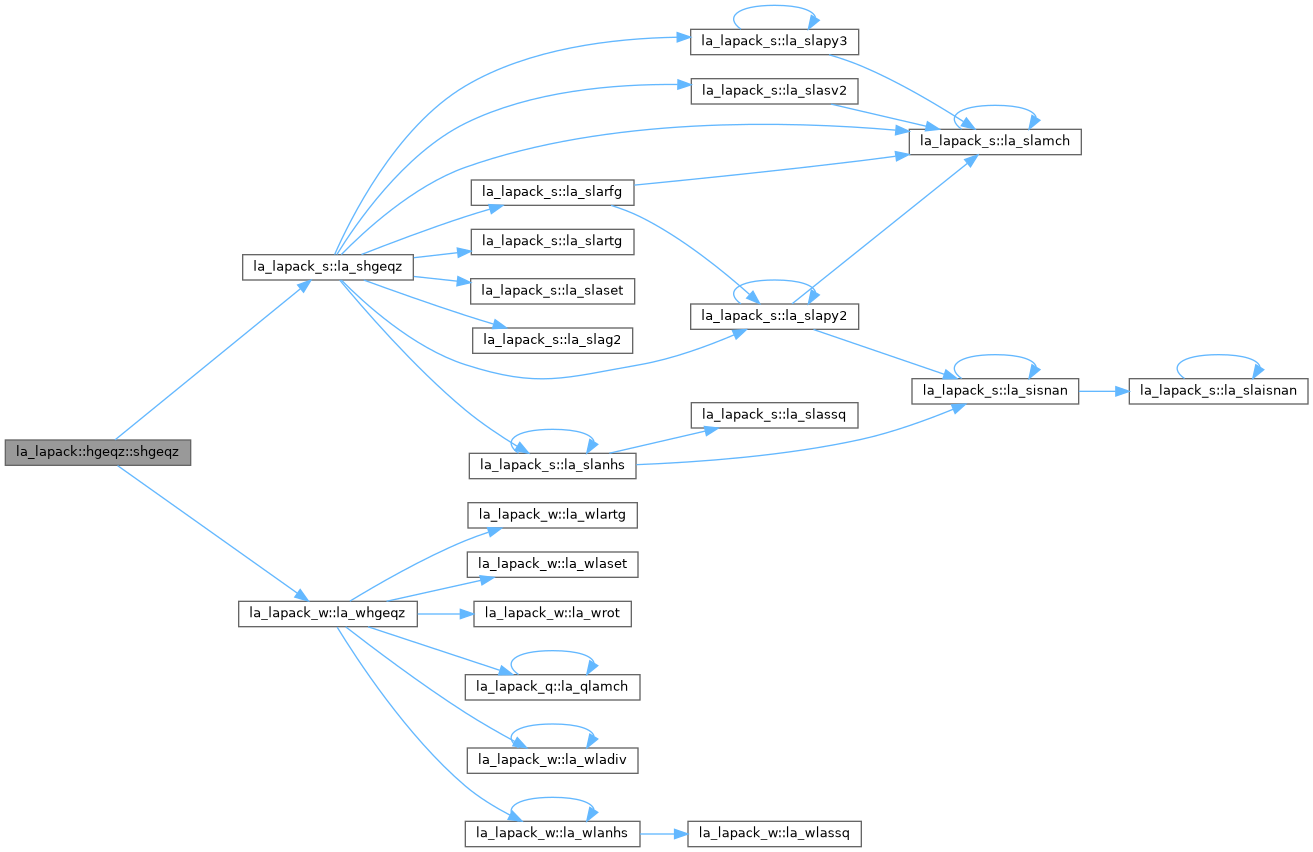 la_lapack_s::la_slapy3
la_lapack_s::la_slasv2
la_lapack_s::la_slamch
la_lapack_s::la_slarfg
la_lapack_s::la_slartg
la_lapack_s::la_shgeqz
la_lapack_s::la_slaset
la_lapack_s::la_slapy2
la_lapack_s::la_slag2
la_lapack_s::la_sisnan
la_lapack_s::la_slaisnan
la_lapack_s::la_slassq
la_lapack::hgeqz::shgeqz
la_lapack_s::la_slanhs
la_lapack_w::la_wlartg
la_lapack_w::la_wlaset
la_lapack_w::la_whgeqz
la_lapack_w::la_wrot
la_lapack_q::la_qlamch
la_lapack_w::la_wladiv
la_lapack_w::la_wlanhs
la_lapack_w::la_wlassq